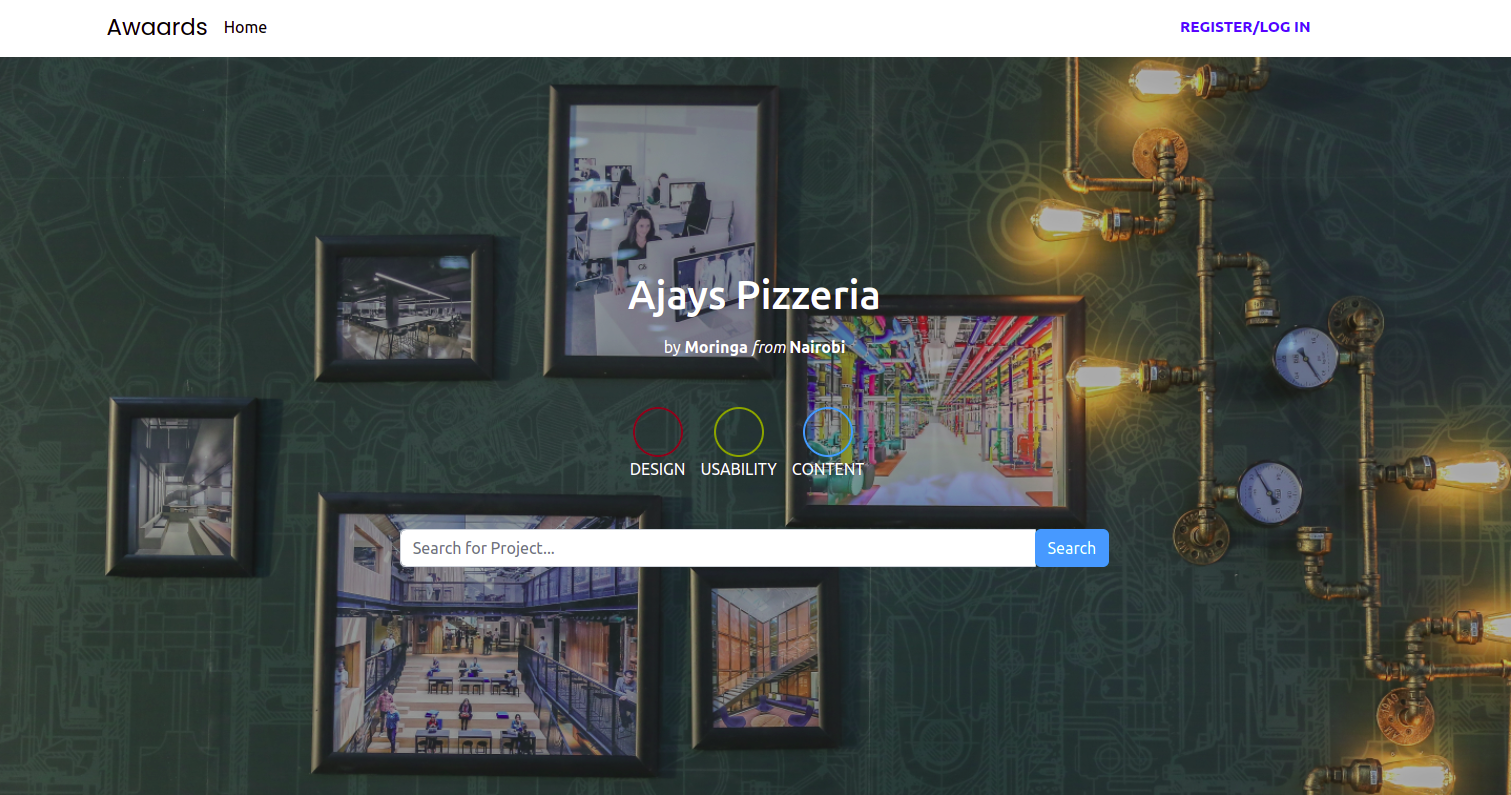 Awaards Home REGISTER/LOG IN
Ajays Pizzeria
by Moringa from Nairobi
DESIGN USABILITY CONTENT
Search for Project... Search